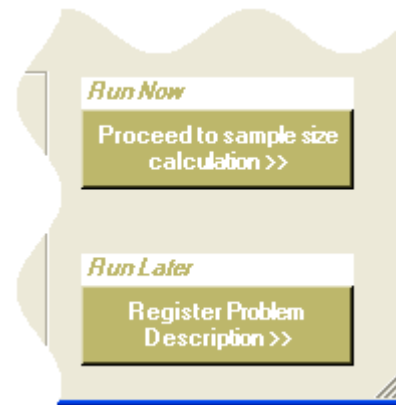 Run Now
Proceed to sample size
calculation >>
Run Later
Register Problem
Description >>